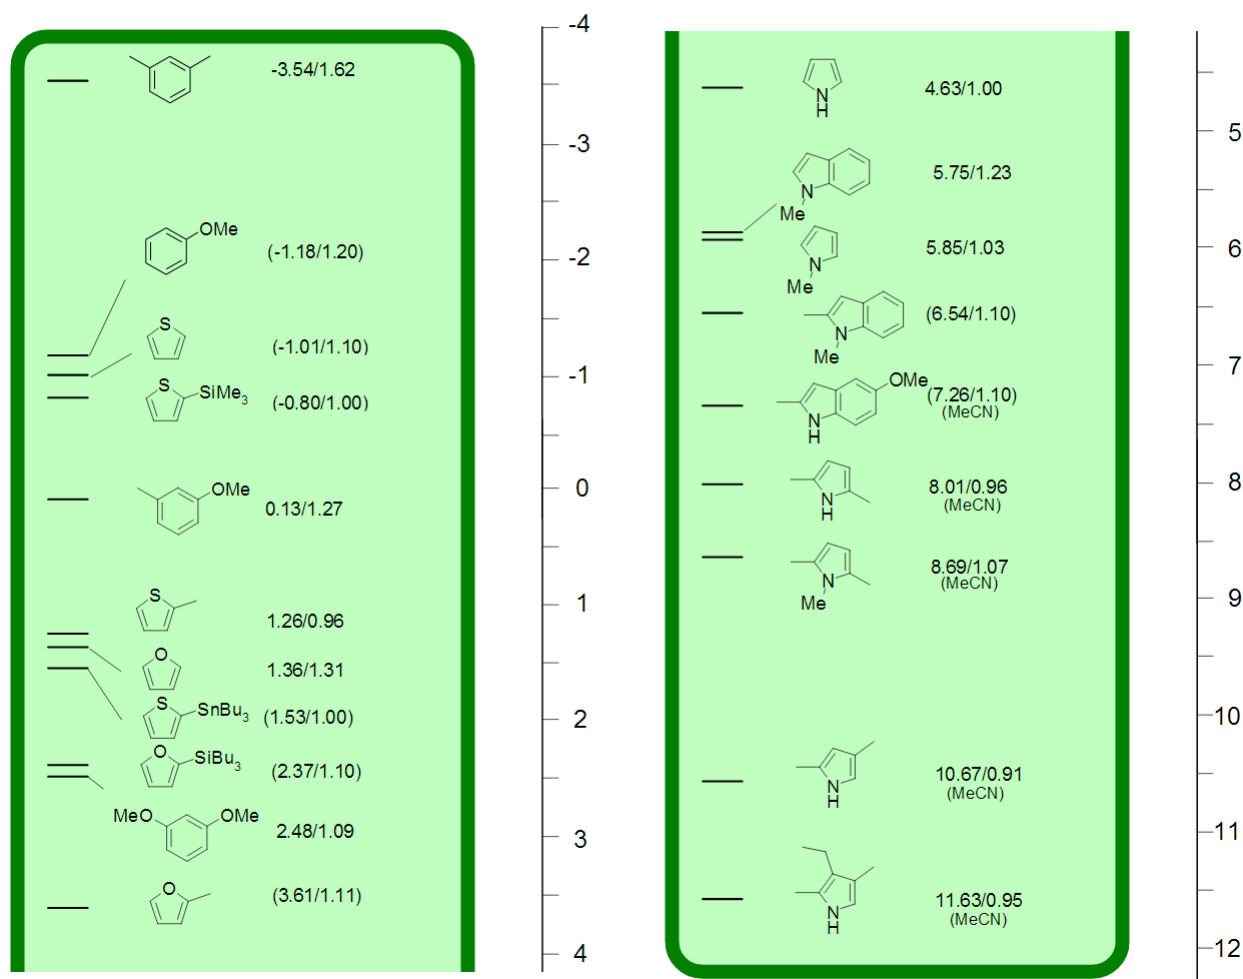 -4
-3.54/1.62
-3
OMe
(-1.18/1.20)
-2
S
(-1.01/1.10)
-1
S
SiMe3
(-0.80/1.00)
0
OMe
0.13/1.27
1
S
1.26/0.96
O
1.36/1.31
S
SnBu3
(1.53/1.00)
2
O
SiBu3
(2.37/1.10)
MeO
OMe
2.48/1.09
3
O
(3.61/1.11)
4
N
H
4.63/1.00
5
N
Me
5.75/1.23
N
Me
5.85/1.03
6
N
Me
(6.54/1.10)
7
OMe
N
H
(7.26/1.10)
(MeCN)
N
H
8.01/0.96
(MeCN)
8
N
Me
8.69/1.07
(MeCN)
9
10
N
H
10.67/0.91
(MeCN)
11
N
H
11.63/0.95
(MeCN)
12